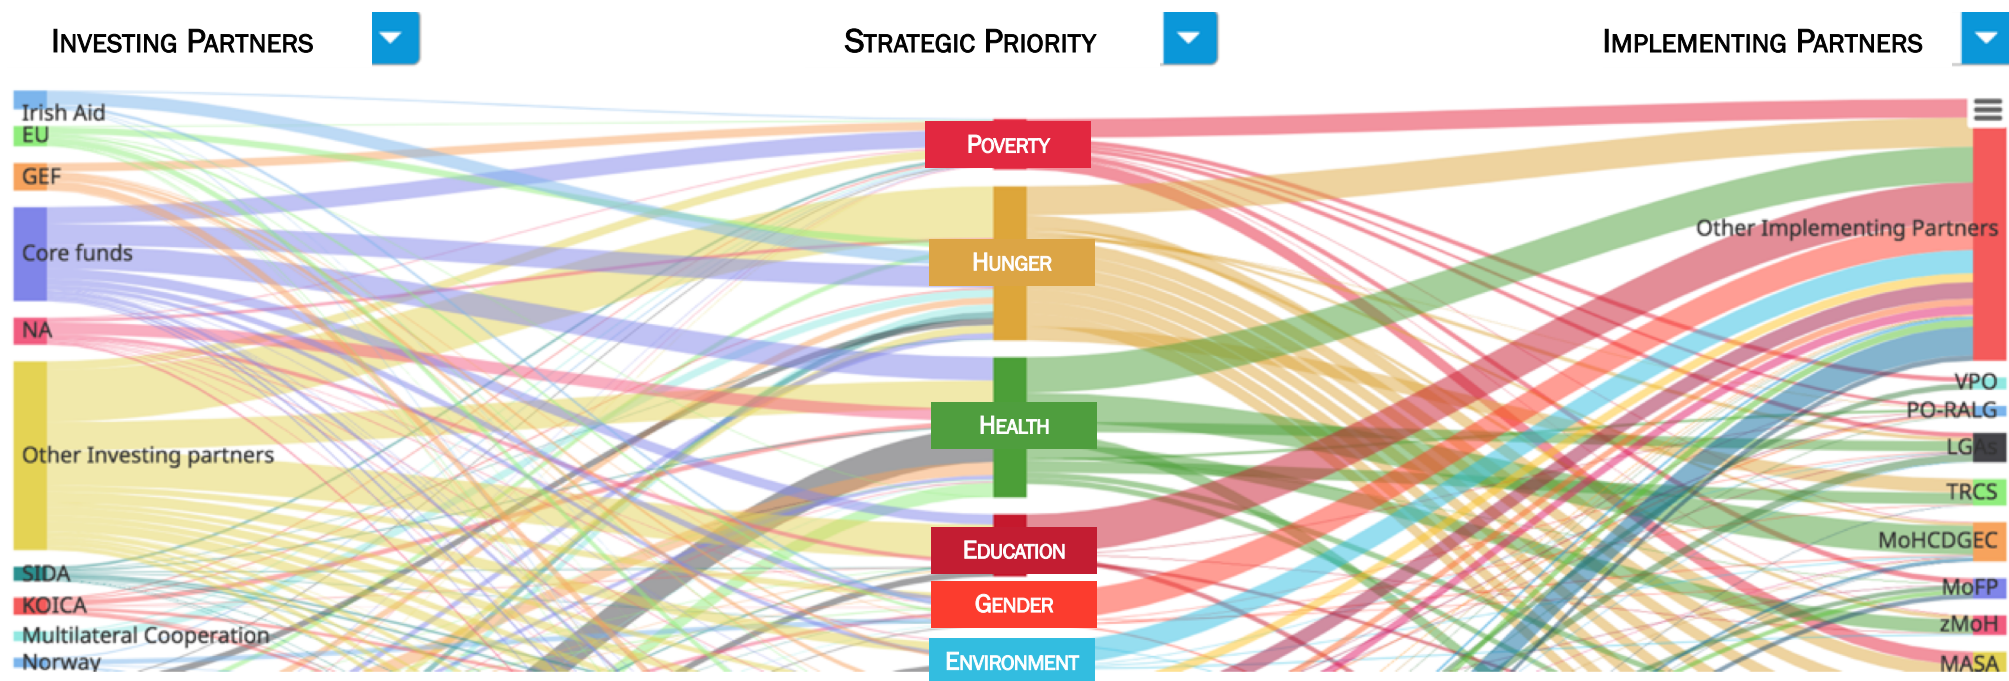 INVESTING PARTNERS
STRATEGIC PRIORITY
IMPLEMENTING PARTNERS
Irish Aid
EU
GEF
Core funds
NA
Other Investing partners
SIDA
KOICA
Multilateral Cooperation
Norway
POVERTY
HUNGER
HEALTH
EDUCATION
GENDER
ENVIRONMENT
Other Implementing Partners
VPO
PO-RALG
LGAs
TRCS
MoHCDGEC
MoFP
zMoH
MASA